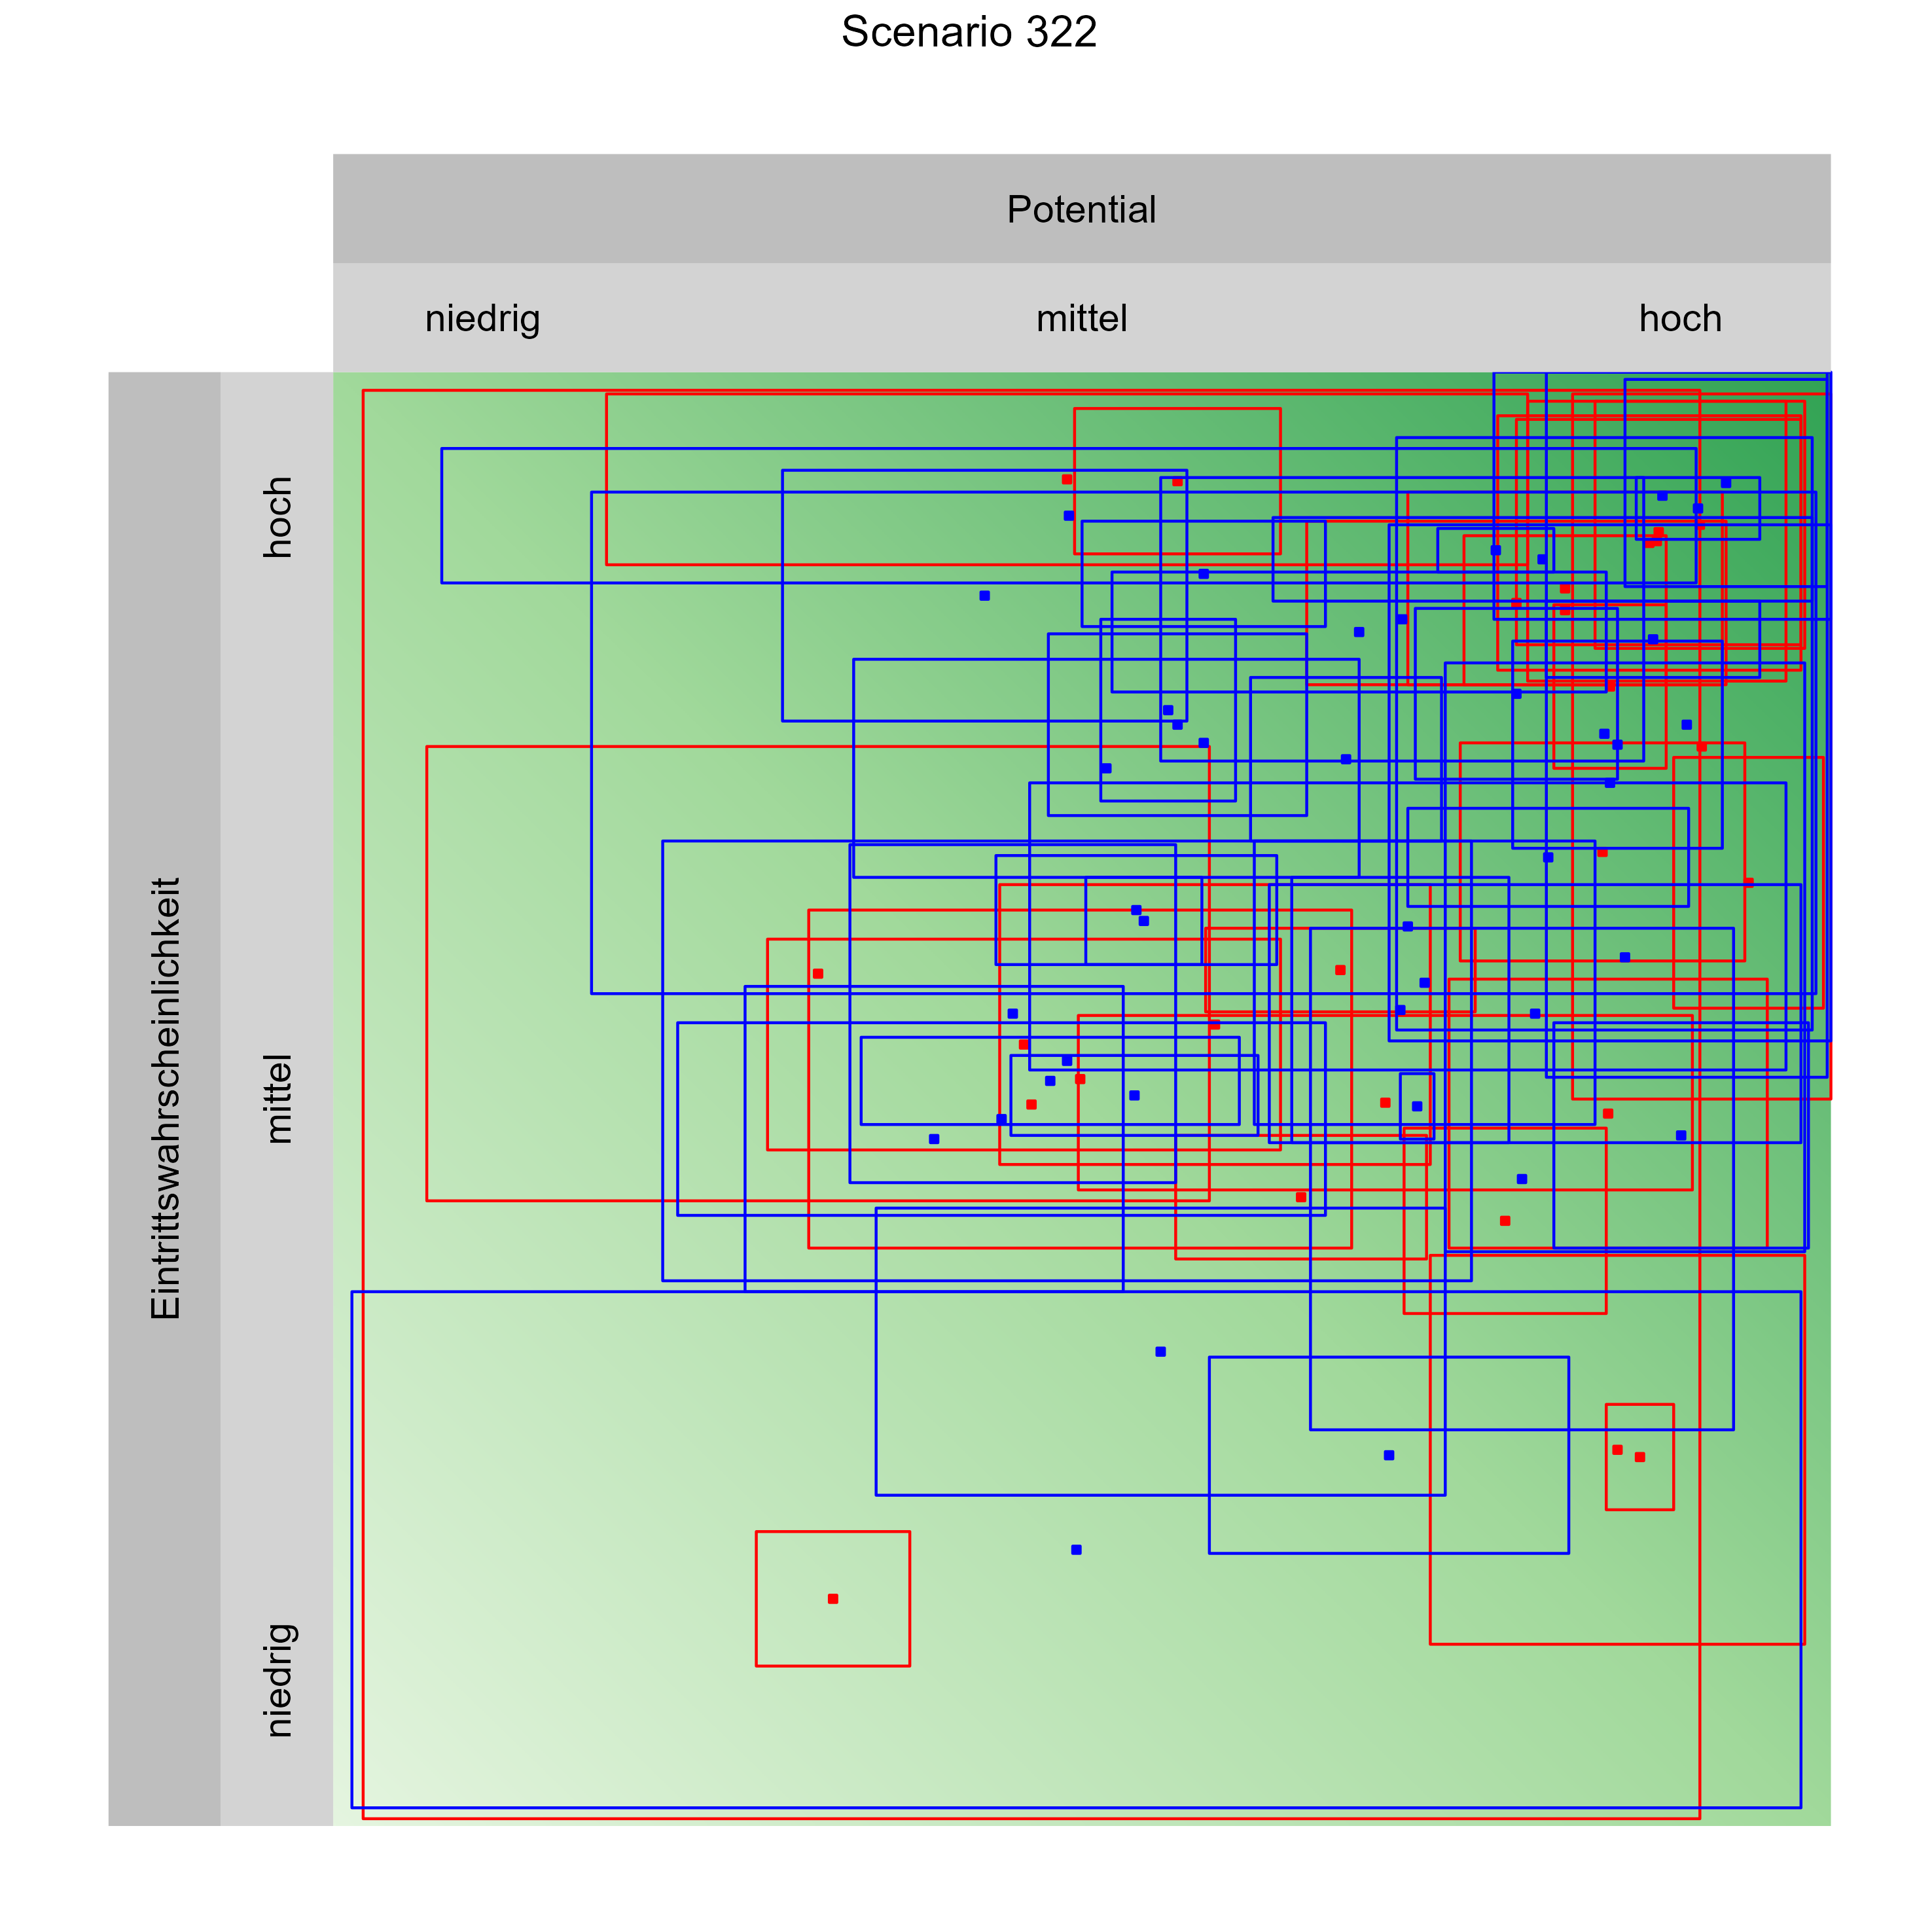 Scenario 322
Potential
niedrig
mittel
hoch
Eintrittswahrscheinlichkeit
hoch
mittel
niedrig